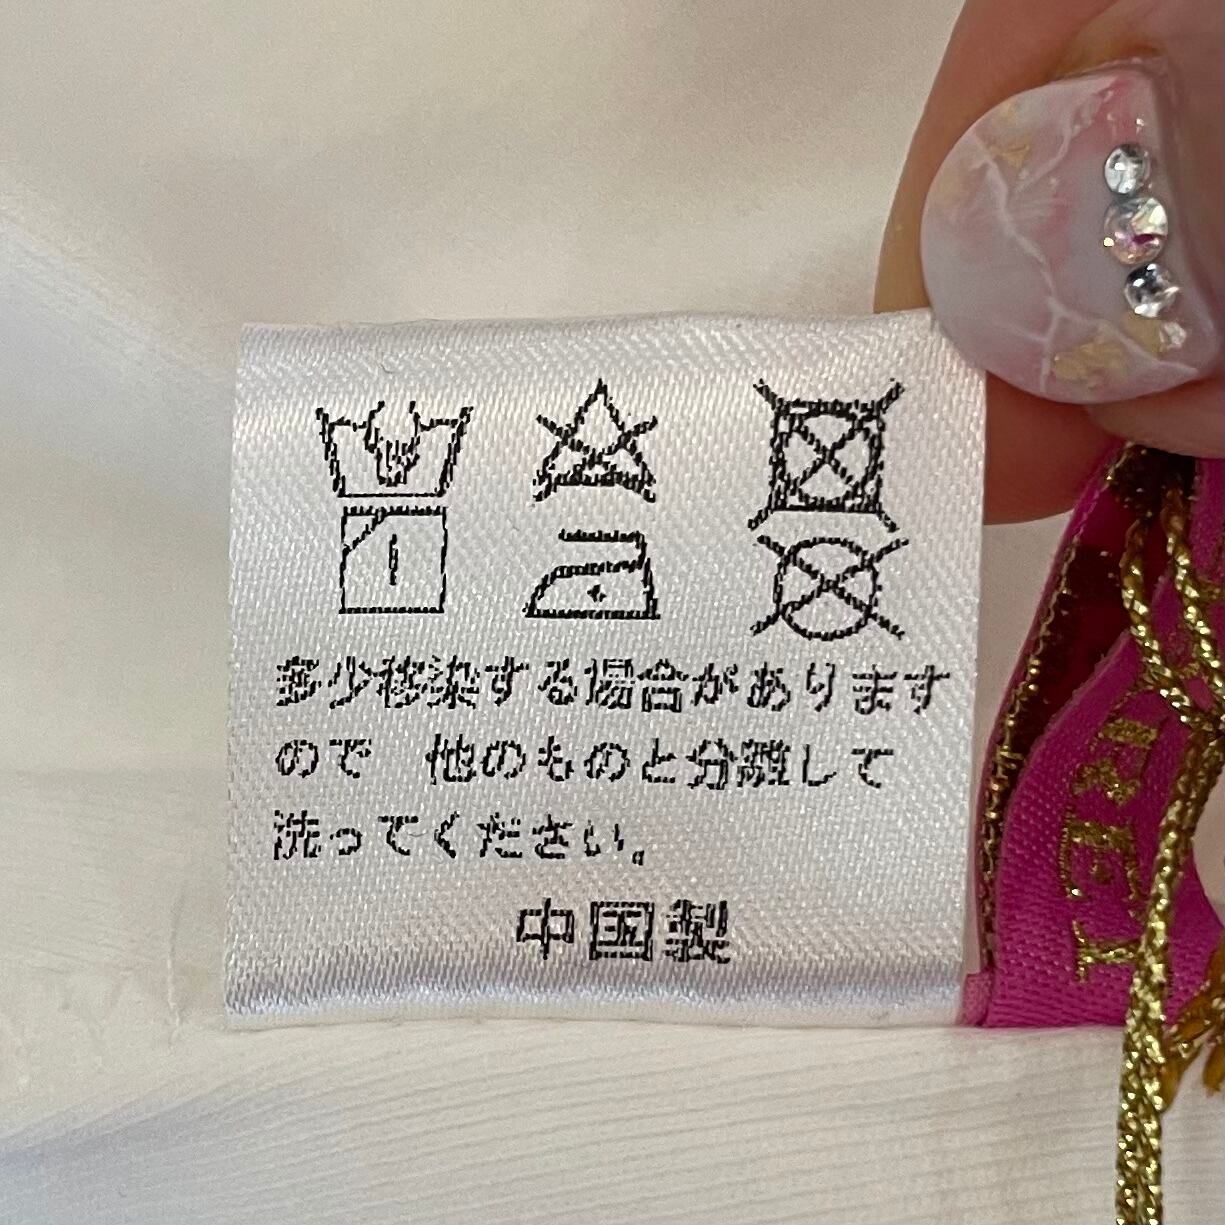 多少移染する場合があります
ので 他のものと分離して
洗ってください。
中国製